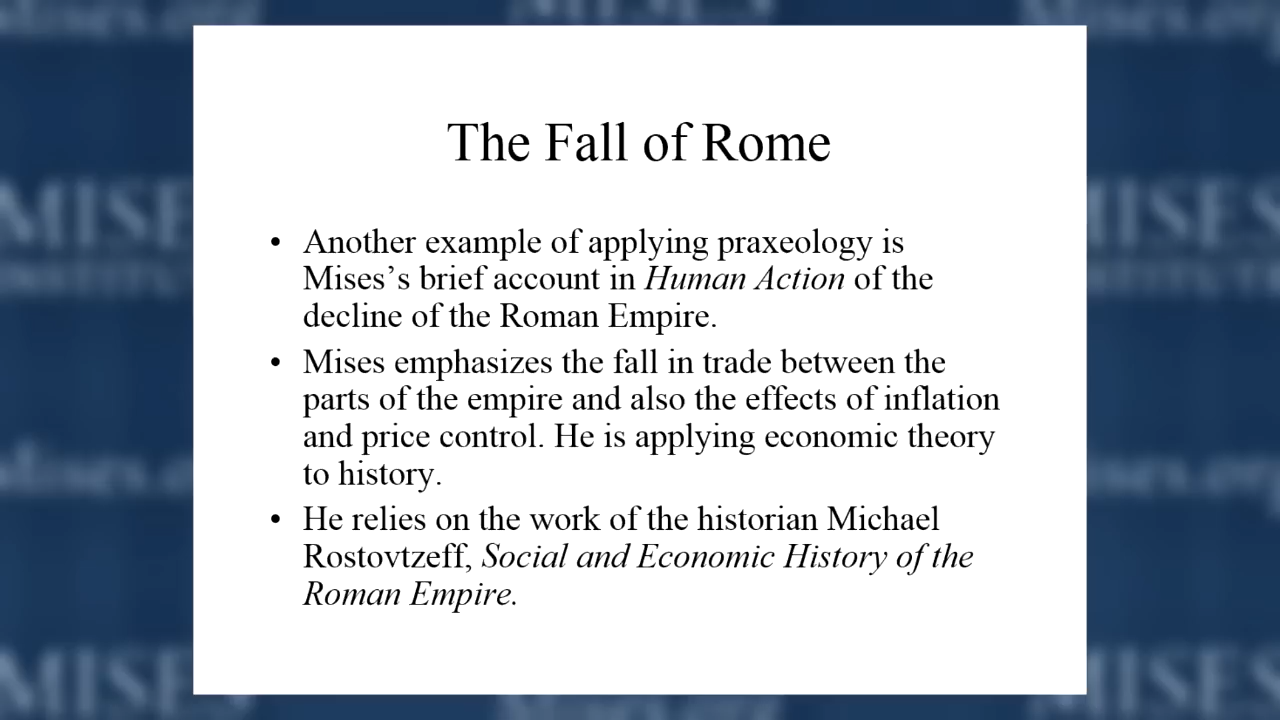 The Fall of Rome
• Another example of applying praxeology is
Mises’s brief account in Human Action of the
decline of the Roman Empire.
• Mises emphasizes the fall in trade between the
parts of the empire and also the effects of inflation
and price control. He is applying economic theory
to history.
• He relies on the work of the historian Michael
Rostovtzeff, Social and Economic History of the
Roman Empire.